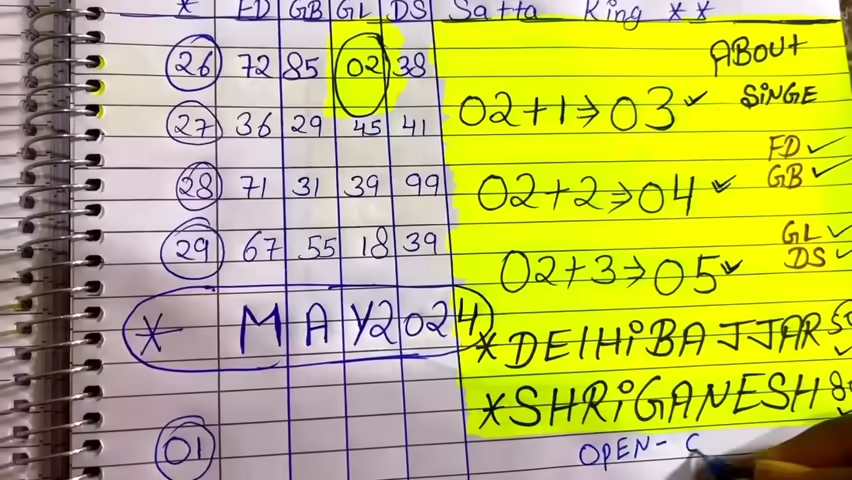 * FD GB GL DS Satta King **
26 72 85 02 38
27 36 29 45 41
28 71 31 39 99
29 67 55 18 39
* MAY2024
01
ABOUT
SiNGE
02+1⇒03✓
FD✓
GB✓
02+2⇒04✓
GL✓
DS✓
02+3→05✓
*DElHiBAJJAR
*SHRiGANESH
OPEN-